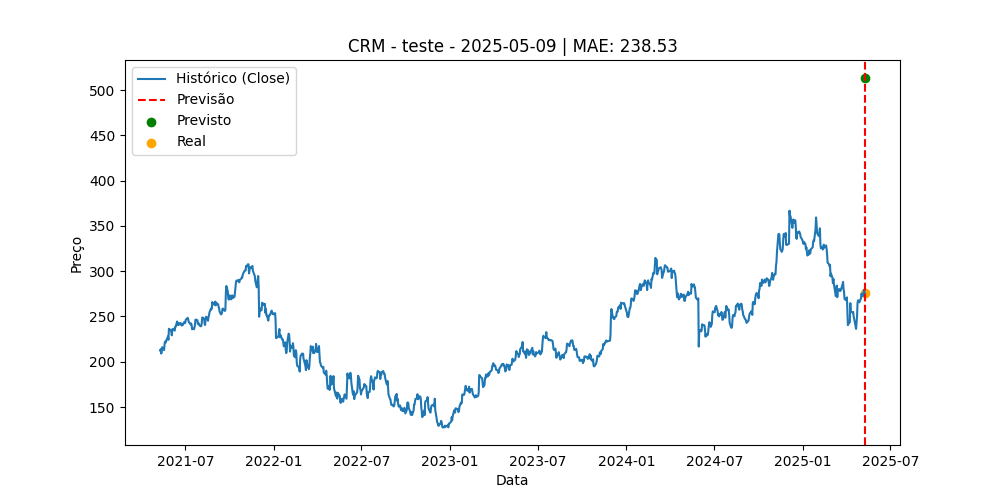 CRM - teste - 2025-05-09 | MAE: 238.53
Histórico (Close)
Previsão
Previsto
Real
500
450
400
350
300
250
200
150
Preço
2021-07
2022-01
2022-07
2023-01
2023-07
2024-01
2024-07
2025-01
2025-07
Data